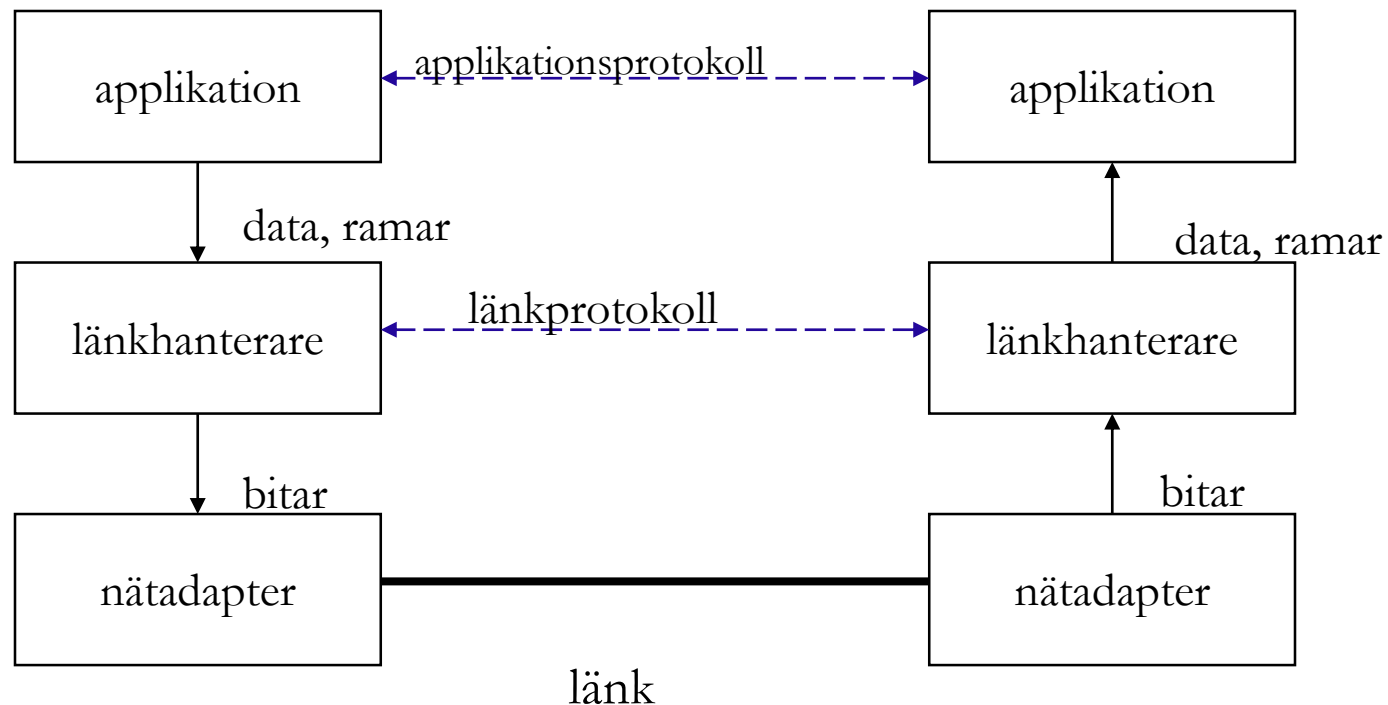 applikation
applikationsprotokoll
applikation
data, ramar
data, ramar
länkhanterare
länkprotokoll
länkhanterare
bitar
bitar
nätadapter
nätadapter
länk